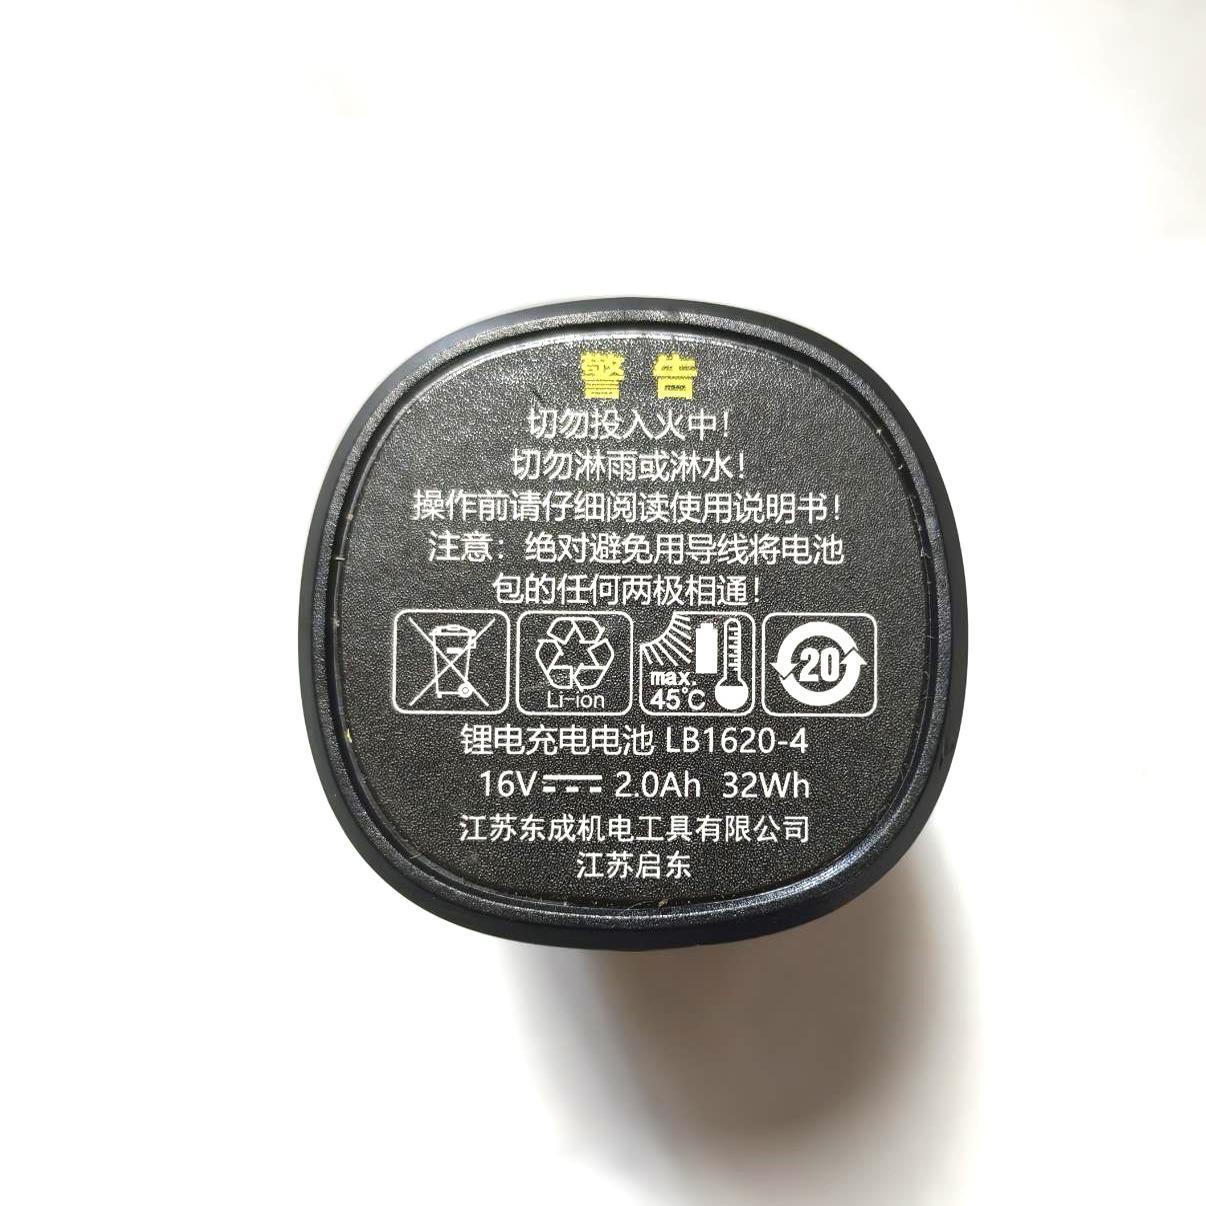 警告
切勿投入火中！
切勿淋雨或淋水！
操作前请仔细阅读使用说明书！
注意：绝对避免用导线将电池
包的任何两极相通！
Li-ion
max.
45℃
20
锂电充电电池 LB1620-4
16V⎓2.0Ah 32Wh
江苏东成机电工具有限公司
江苏启东